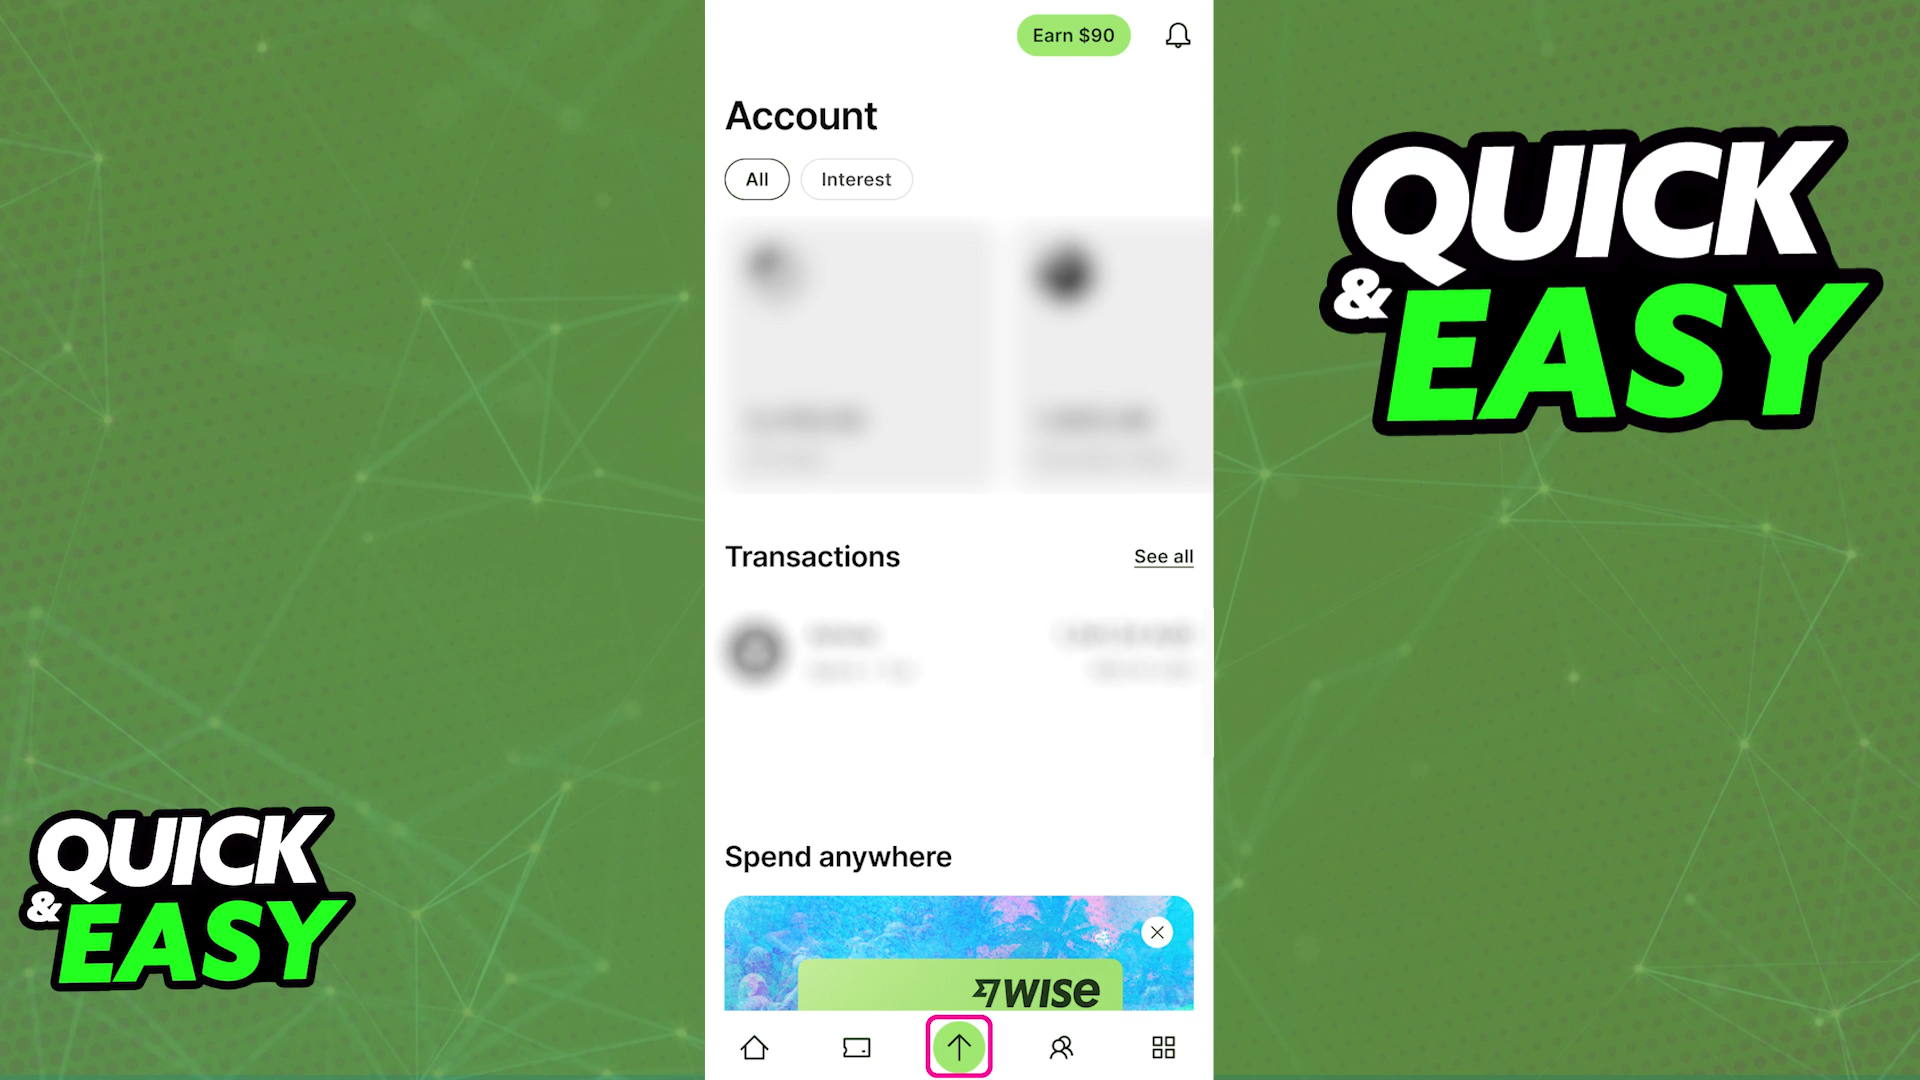 Earn $90
Account
All
Interest
Transactions
See all
Spend anywhere
WISE
QUICK
& EASY
QUICK
& EASY